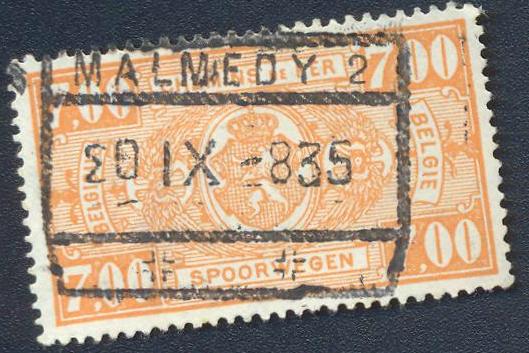 MALMEDY 2
7,00 7,00
20 IX -835
BELGIE BELGIE
7,00 SPOORWEGEN 7,00